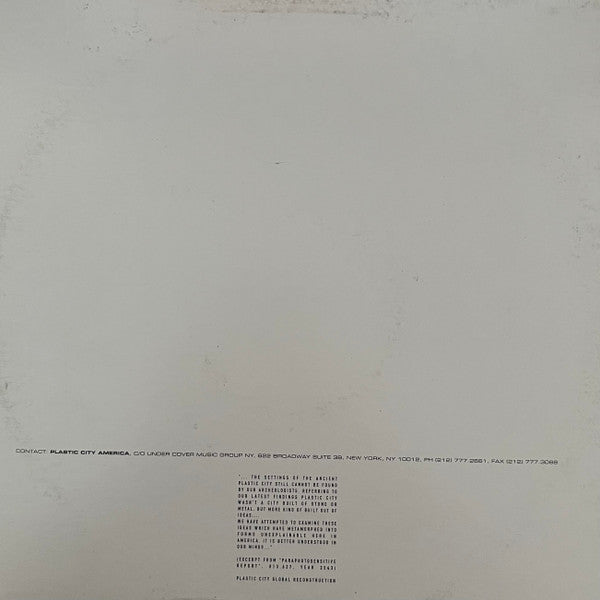 CONTACT: PLASTIC CITY AMERICA, C/O UNDER COVER MUSIC GROUP NY, 622 BROADWAY SUITE 3B, NEW YORK, NY 10012, PH (212) 777.2551, FAX (212) 777.3088
"... THE SETTINGS OF THE ANCIENT
PLASTIC CITY STILL CANNOT BE FOUND
BY OUR ARCHEOLOGISTS. REFERRING TO
OUR LATEST FINDINGS PLASTIC CITY
WASN'T A CITY BUILT OF STONE OR
METAL, BUT MERE KIND OF BUILT OUT OF
IDEAS...
WE HAVE ATTEMPTED TO EXAMINE THESE
IDEAS WHICH HAVE METAMORPHED INTO
FORMS UNEXPLAINABLE HERE IN
AMERICA. IT IS BETTER UNDERSTOOD IN
OUR MINDS..."
(EXCERPT FROM "PARAPHOTOSENSITIVE
REPORT", YEAR
PLASTIC CITY GLOBAL RECONSTRUCTION